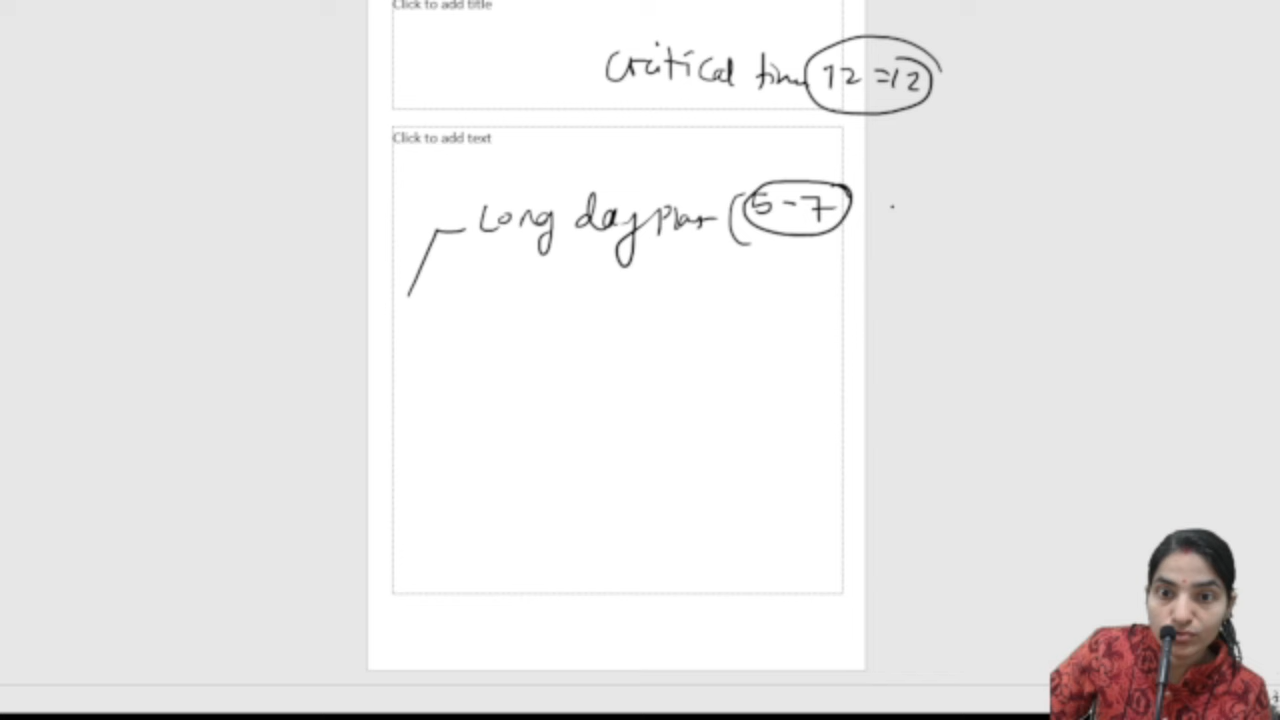 Click to add title
Critical time 12 = 12
Click to add text
Long day plan (5-7